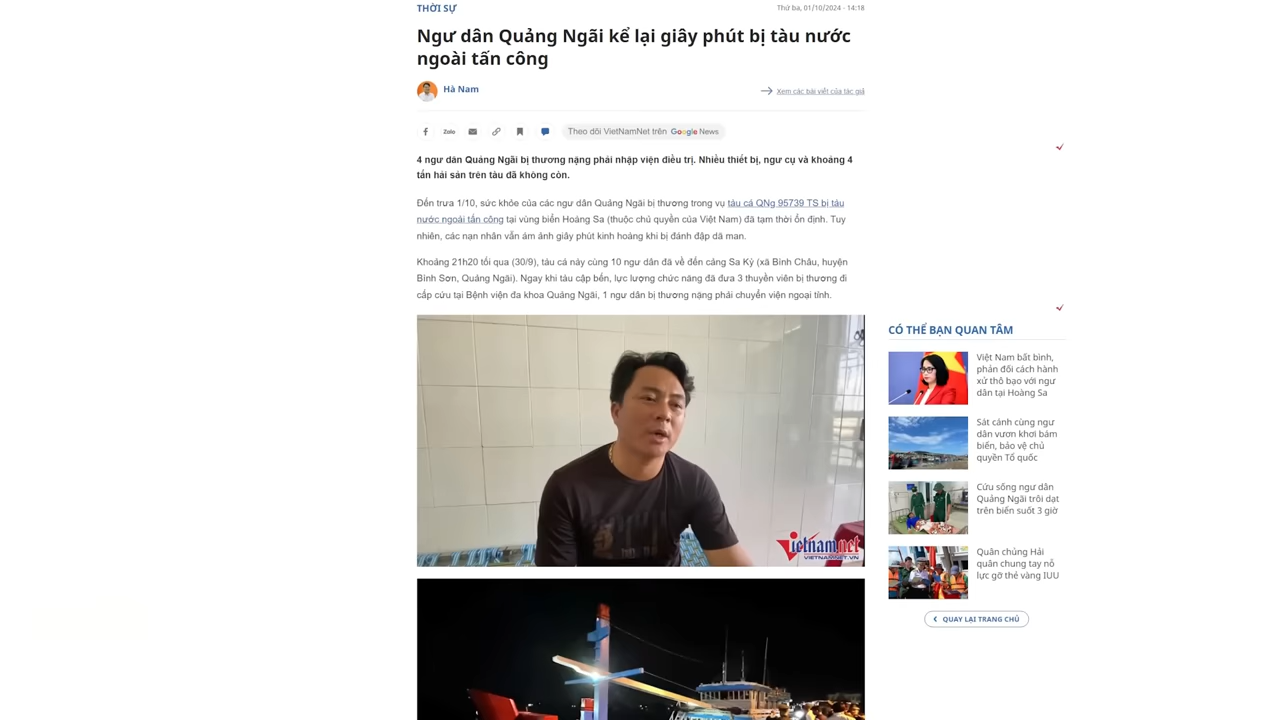 THỜI SỰ
Thứ ba, 01/10/2024 - 14:18
Ngư dân Quảng Ngãi kể lại giây phút bị tàu nước
ngoài tấn công
Hà Nam
Xem các bài viết của tác giả
Zalo
Theo dõi VietNamNet trên Google News
4 ngư dân Quảng Ngãi bị thương nặng phải nhập viện điều trị. Nhiều thiết bị, ngư cụ và khoảng 4
tấn hải sản trên tàu đã không còn.
Đến trưa 1/10, sức khỏe của các ngư dân Quảng Ngãi bị thương trong vụ tàu cá QNg 95739 TS bị tàu
nước ngoài tấn công tại vùng biển Hoàng Sa (thuộc chủ quyền của Việt Nam) đã tạm thời ổn định. Tuy
nhiên, các nạn nhân vẫn ám ảnh giây phút kinh hoàng khi bị đánh đập dã man.
Khoảng 21h20 tối qua (30/9), tàu cá này cùng 10 ngư dân đã về đến cảng Sa Kỳ (xã Bình Châu, huyện
Bình Sơn, Quảng Ngãi). Ngay khi tàu cập bến, lực lượng chức năng đã đưa 3 thuyền viên bị thương đi
cấp cứu tại Bệnh viện đa khoa Quảng Ngãi, 1 ngư dân bị thương nặng phải chuyển viện ngoại tỉnh.
Vietnamnet
VIETNAMNET.VN
CÓ THỂ BẠN QUAN TÂM
Việt Nam bất bình,
phản đối cách hành
xử thô bạo với ngư
dân tại Hoàng Sa
Sát cánh cùng ngư
dân vươn khơi bám
biển, bảo vệ chủ
quyền Tổ quốc
Cứu sống ngư dân
Quảng Ngãi trôi dạt
trên biển suốt 3 giờ
Quân chủng Hải
quân chung tay nỗ
lực gỡ thẻ vàng IUU
QUAY LẠI TRANG CHỦ